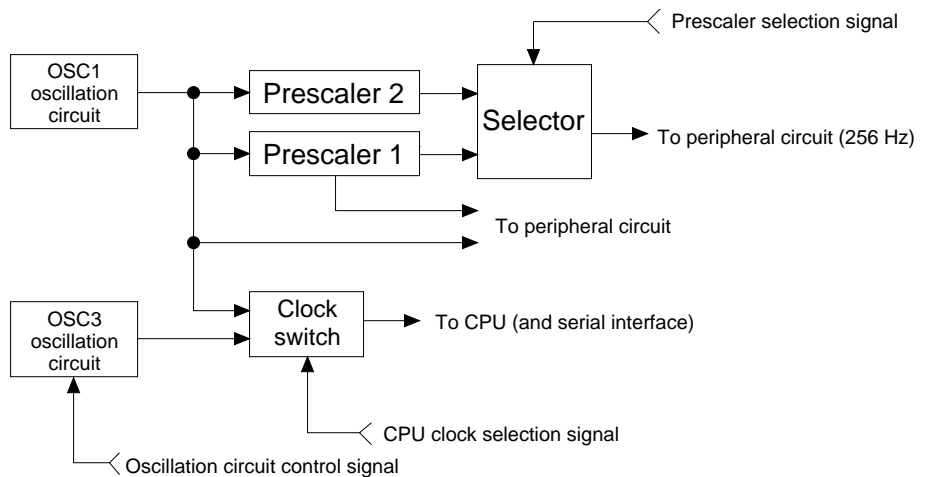 Prescaler selection signal
OSC1
oscillation
circuit
Prescaler 2
Selector
To peripheral circuit (256 Hz)
Prescaler 1
To peripheral circuit
OSC3
oscillation
circuit
Clock
switch
To CPU (and serial interface)
CPU clock selection signal
Oscillation circuit control signal